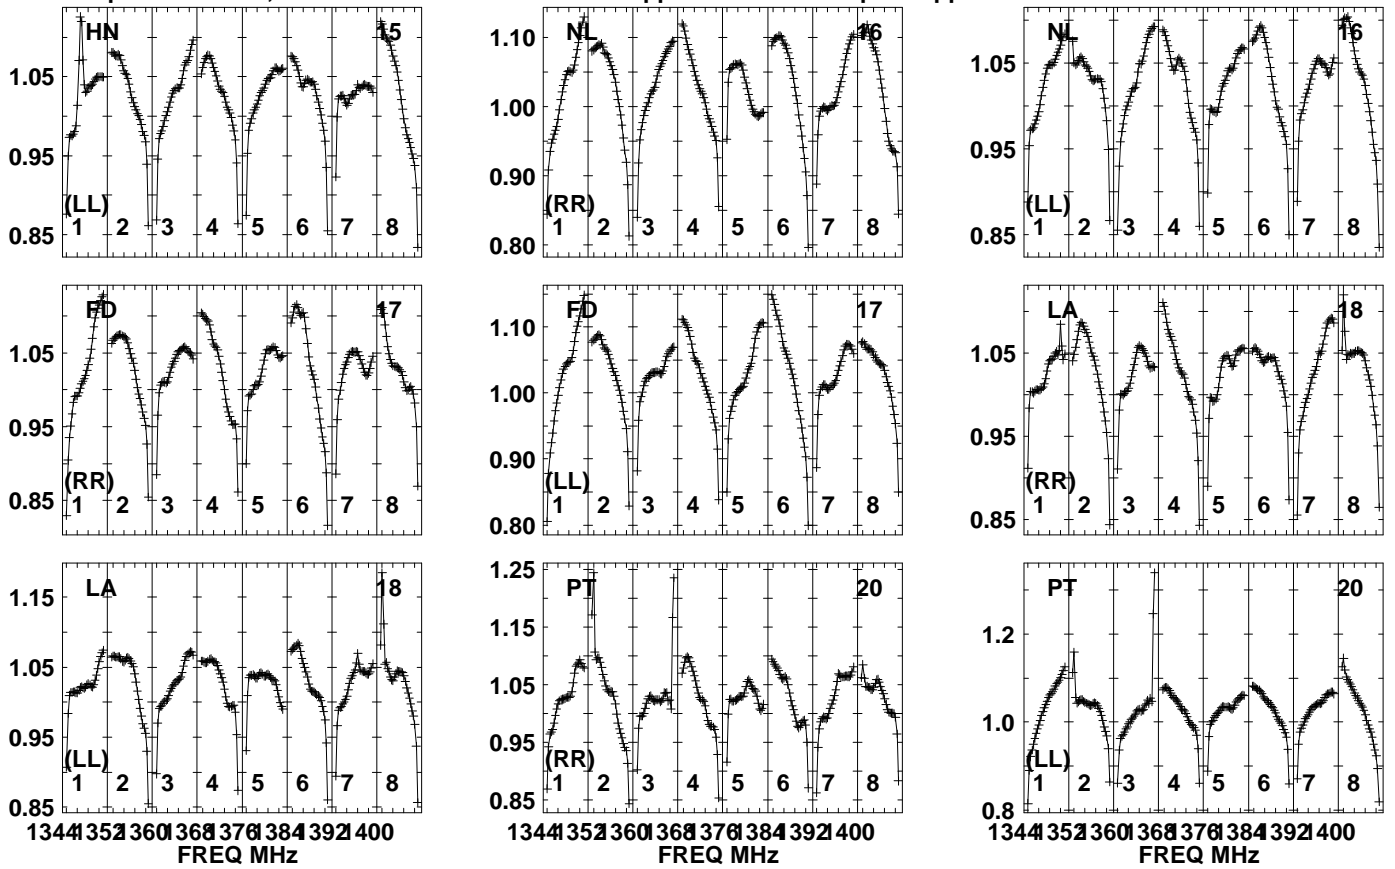 HN 15
1.05
0.95
0.85
(LL)
1 2 3 4 5 6 7 8
NL 16
1.10
1.00
0.90
0.80
(RR)
1 2 3 4 5 6 7 8
NL 16
1.05
0.95
0.85
(LL)
1 2 3 4 5 6 7 8
FD 17
1.05
0.95
0.85
(RR)
1 2 3 4 5 6 7 8
FD 17
1.10
1.00
0.90
0.80
(LL)
1 2 3 4 5 6 7 8
LA 18
1.05
0.95
0.85
(RR)
1 2 3 4 5 6 7 8
LA 18
1.15
1.05
0.95
0.85
(LL)
1 2 3 4 5 6 7 8
1344 1352 1360 1368 1376 1384 1392 1400
FREQ MHz
PT 20
1.25
1.15
1.05
0.95
0.85
(RR)
1 2 3 4 5 6 7 8
1344 1352 1360 1368 1376 1384 1392 1400
FREQ MHz
PT 20
1.2
1.0
0.8
(LL)
1 2 3 4 5 6 7 8
1344 1352 1360 1368 1376 1384 1392 1400
FREQ MHz